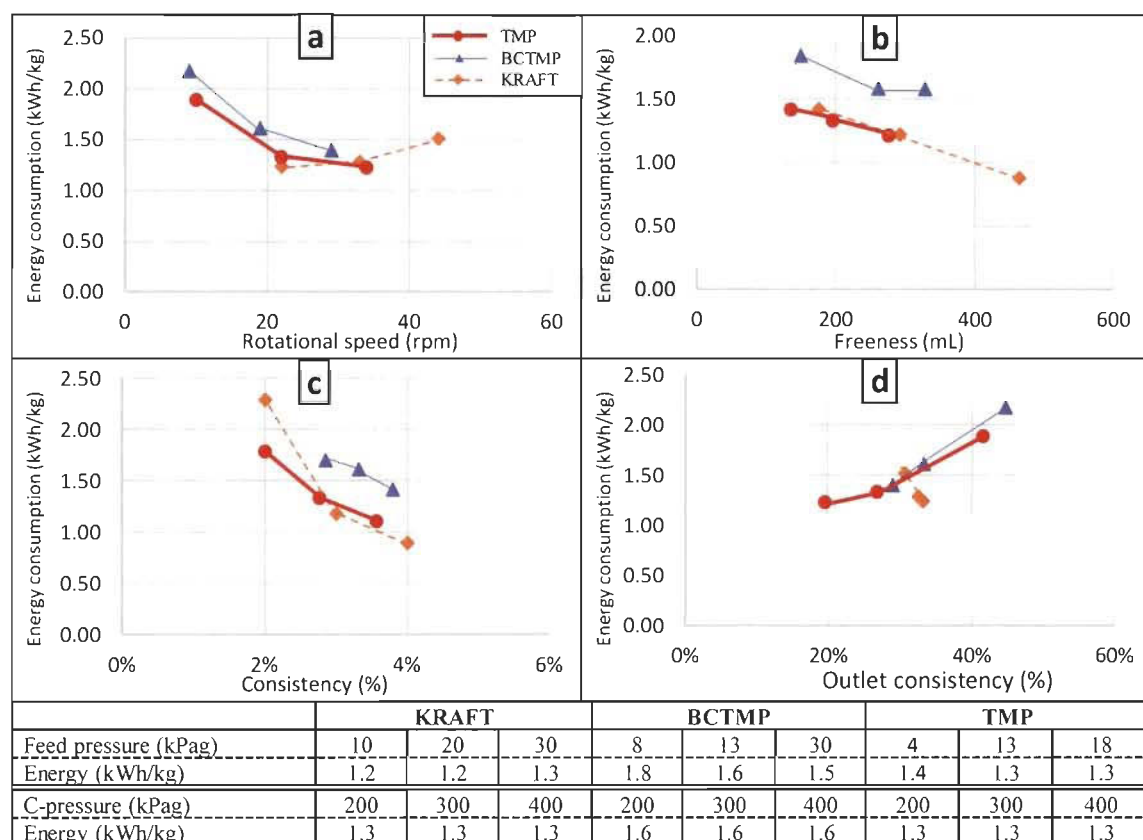 a
TMP
BCTMP
KRAFT
Energy consumption (kWh/kg)
2.50
2.00
1.50
1.00
0.50
0.00
0 20 40 60
Rotational speed (rpm)
b
Energy consumption (kWh/kg)
2.00
1.50
1.00
0.50
0.00
0 200 400 600
Freeness (mL)
c
Energy consumption (kWh/kg)
2.50
2.00
1.50
1.00
0.50
0.00
0% 2% 4% 6%
Consistency (%)
d
Energy consumption (kWh/kg)
2.50
2.00
1.50
1.00
0.50
0.00
0% 20% 40% 60%
Outlet consistency (%)
KRAFT BCTMP TMP
Feed pressure (kPag) 10 20 30 8 13 30 4 13 18
Energy (kWh/kg) 1.2 1.2 1.3 1.8 1.6 1.5 1.4 1.3 1.3
C-pressure (kPag) 200 300 400 200 300 400 200 300 400
Energy (kWh/kg) 1.3 1.3 1.3 1.6 1.6 1.6 1.3 1.3 1.3